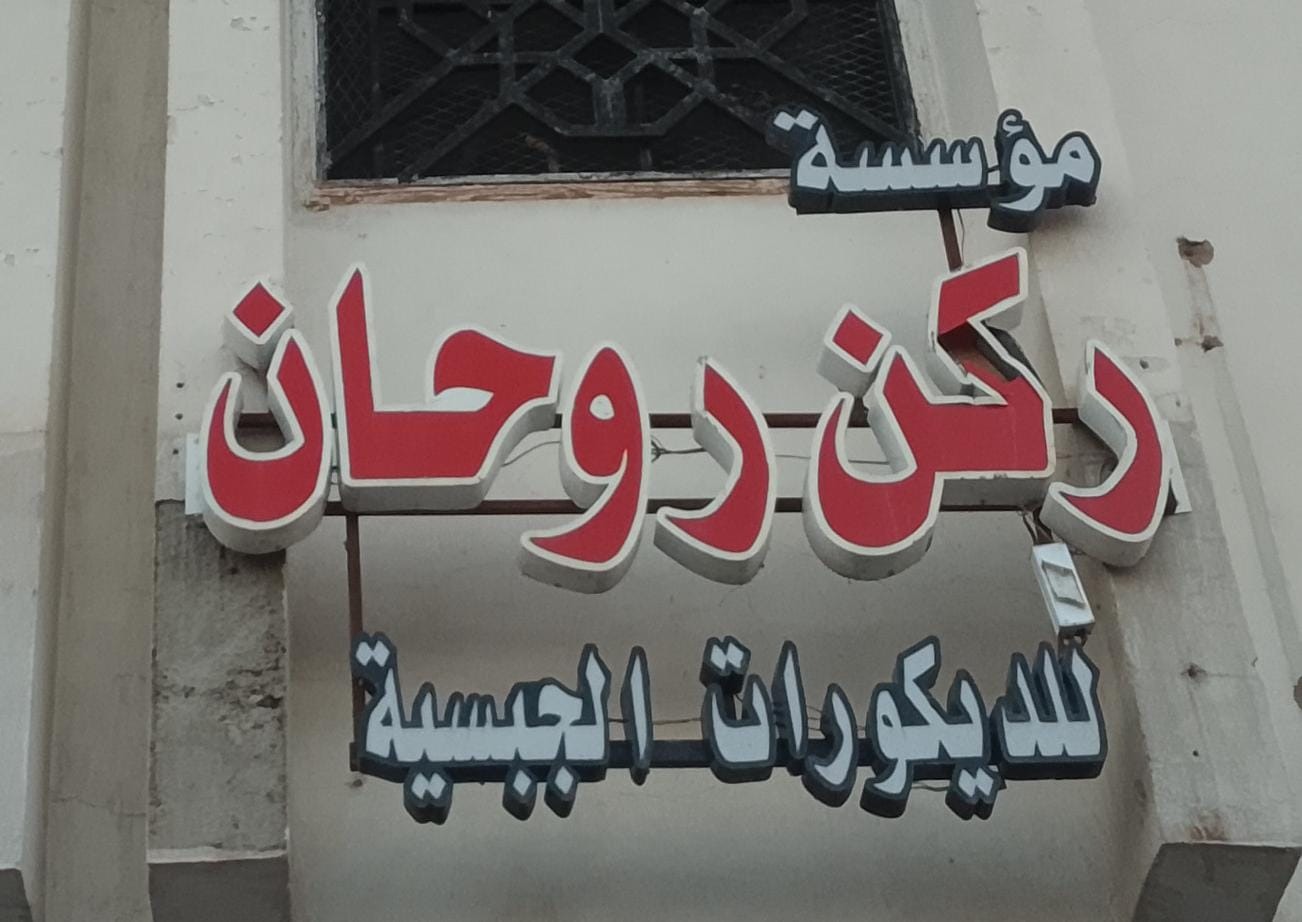 مؤسسة
ركن روحان
للديكورات الجبسية